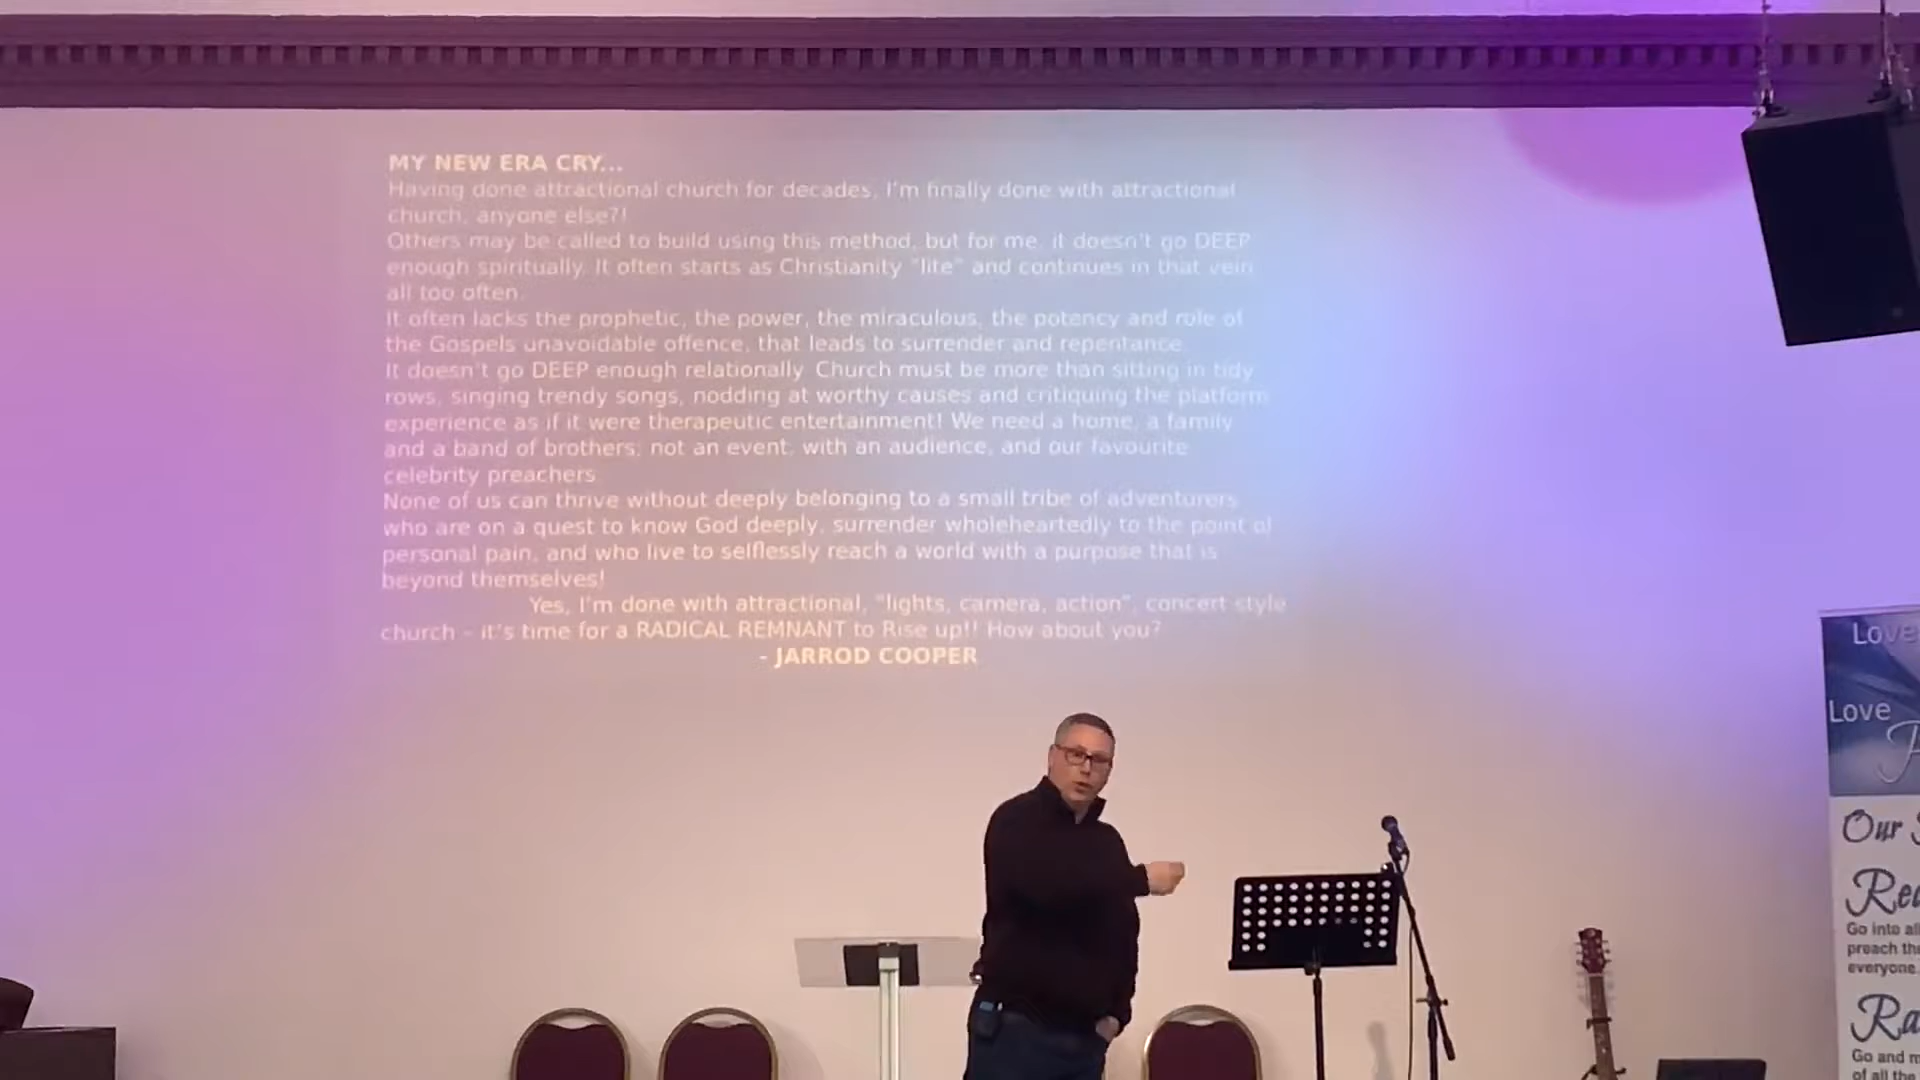 MY NEW ERA CRY...
Having done attractional church for decades, I'm finally done with attractional
church, anyone else?!
Others may be called to build using this method, but for me, it doesn't go DEEP
enough spiritually. It often starts as Christianity "lite" and continues in that vein
all too often.
It often lacks the prophetic, the power, the miraculous, the potency and role of
the Gospels unavoidable offence, that leads to surrender and repentance.
It doesn't go DEEP enough relationally. Church must be more than sitting in tidy
rows, singing trendy songs, nodding at worthy causes and critiquing the platform
experience as if it were therapeutic entertainment! We need a home, a family
and a band of brothers; not an event, with an audience, and our favourite
celebrity preachers.
None of us can thrive without deeply belonging to a small tribe of adventurers
who are on a quest to know God deeply, surrender wholeheartedly to the point of
personal pain, and who live to selflessly reach a world with a purpose that is
beyond themselves!
Yes, I'm done with attractional, "lights, camera, action", concert style
church – it's time for a RADICAL REMNANT to Rise up!! How about you?
- JARROD COOPER
Love
Love
Our
Go into all
preach the
everyone.
Go and m
of all the